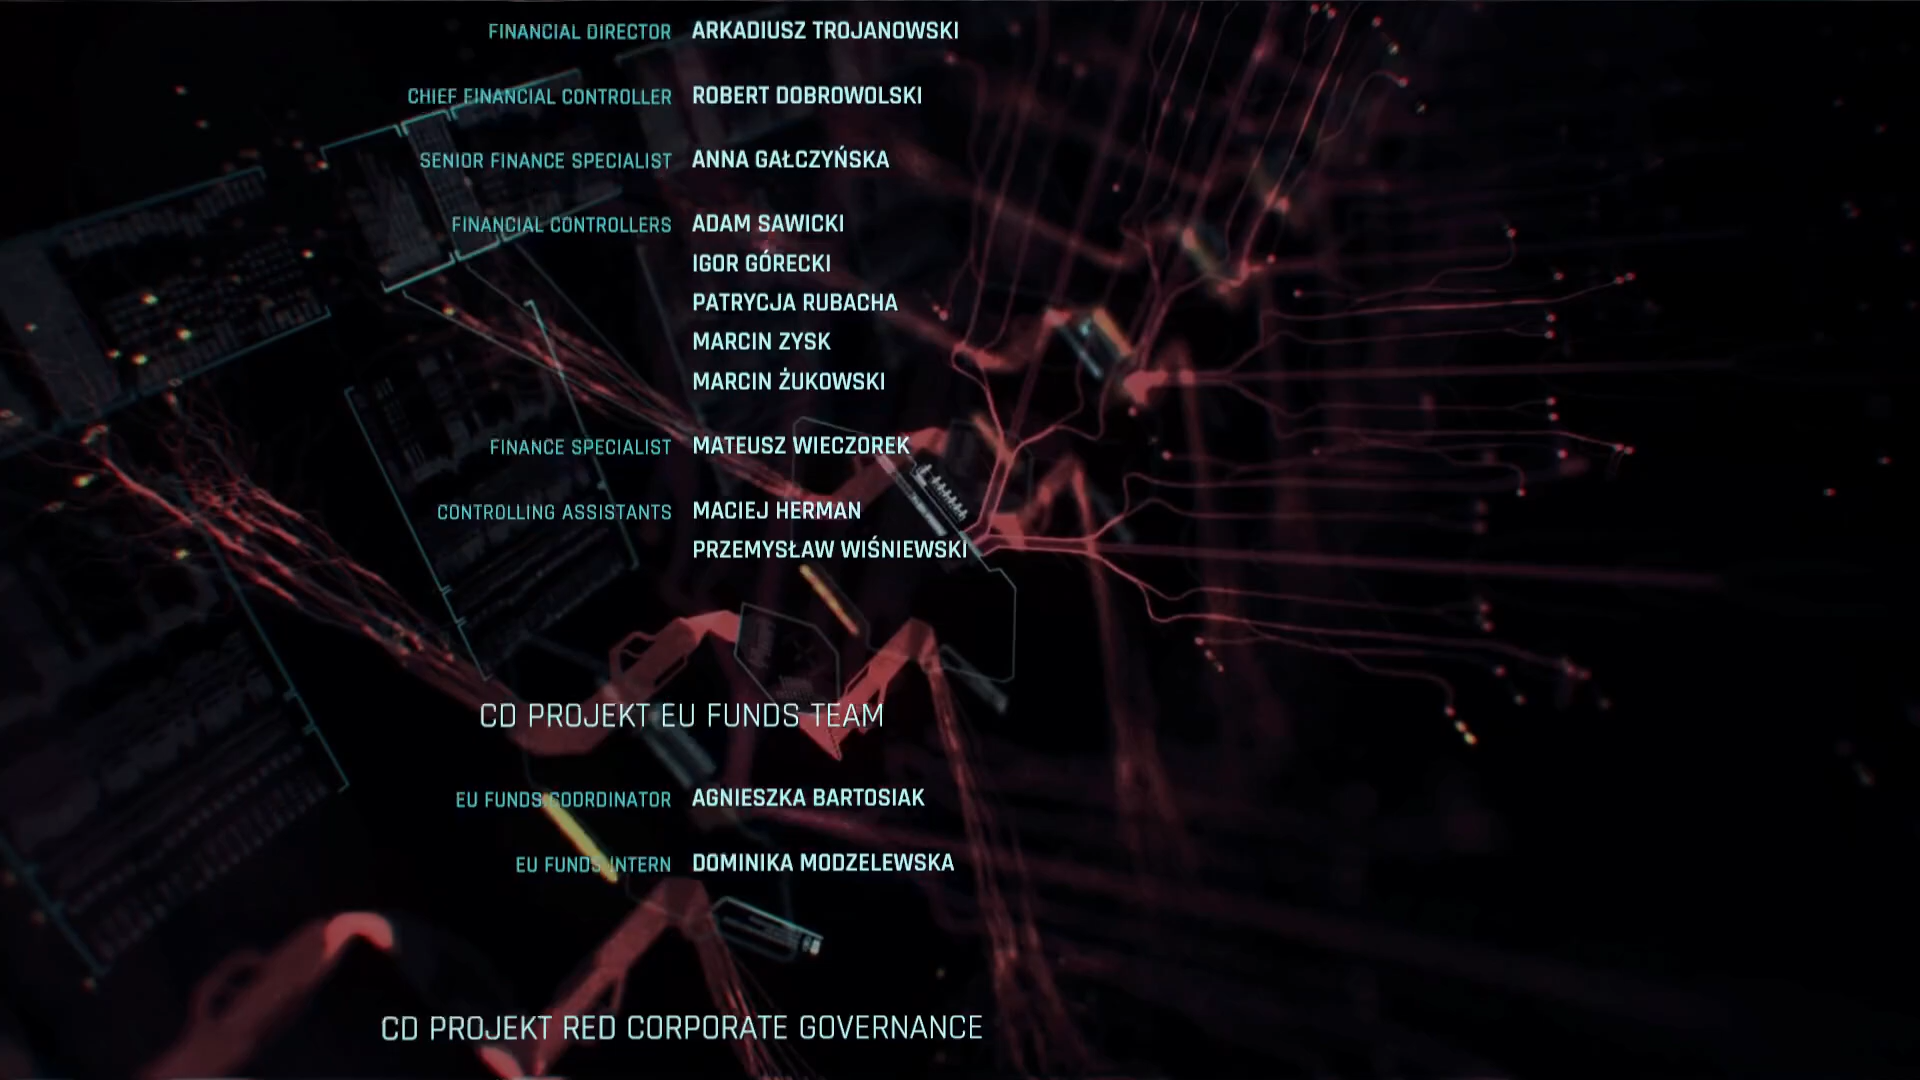 FINANCIAL DIRECTOR ARKADIUSZ TROJANOWSKI
CHIEF FINANCIAL CONTROLLER ROBERT DOBROWOLSKI
SENIOR FINANCE SPECIALIST ANNA GAŁCZYŃSKA
FINANCIAL CONTROLLERS ADAM SAWICKI
IGOR GÓRECKI
PATRYCJA RUBACHA
MARCIN ZYSK
MARCIN ŻUKOWSKI
FINANCE SPECIALIST MATEUSZ WIECZOREK
CONTROLLING ASSISTANTS MACIEJ HERMAN
PRZEMYSŁAW WIŚNIEWSKI
CD PROJEKT EU FUNDS TEAM
EU FUNDS COORDINATOR AGNIESZKA BARTOSIAK
EU FUNDS INTERN DOMINIKA MODZELEWSKA
CD PROJEKT RED CORPORATE GOVERNANCE